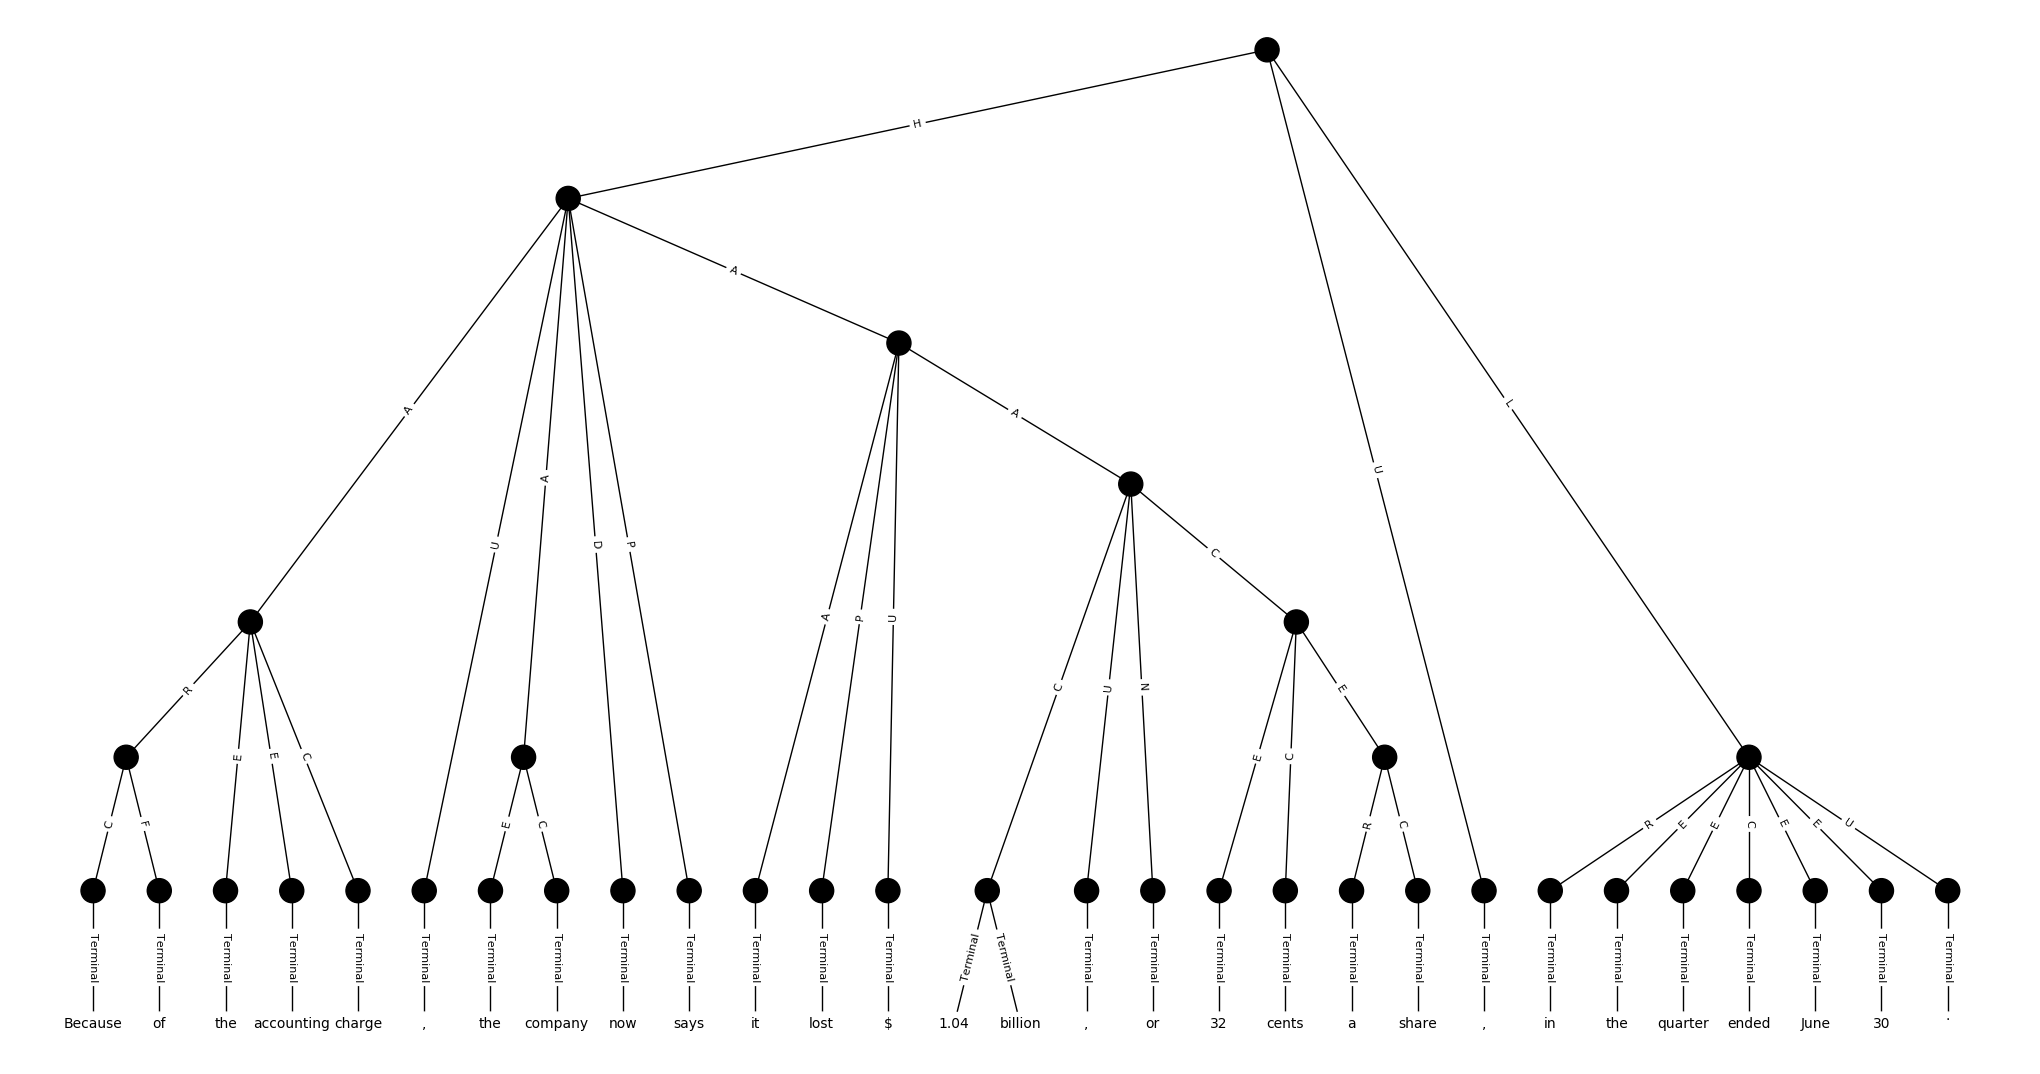 H
A
A
A
U
A
D
P
L
U
C
A
P
U
C
U
N
R
E
E
C
E
C
E
C
F
E
C
R
C
R
E
E
C
E
E
U
Terminal Terminal Terminal Terminal Terminal Terminal Terminal Terminal Terminal Terminal Terminal Terminal Terminal Terminal Terminal Terminal Terminal Terminal Terminal Terminal Terminal Terminal Terminal Terminal Terminal Terminal Terminal Terminal Terminal
Because of the accounting charge , the company now says it lost $ 1.04 billion , or 32 cents a share , in the quarter ended June 30 .